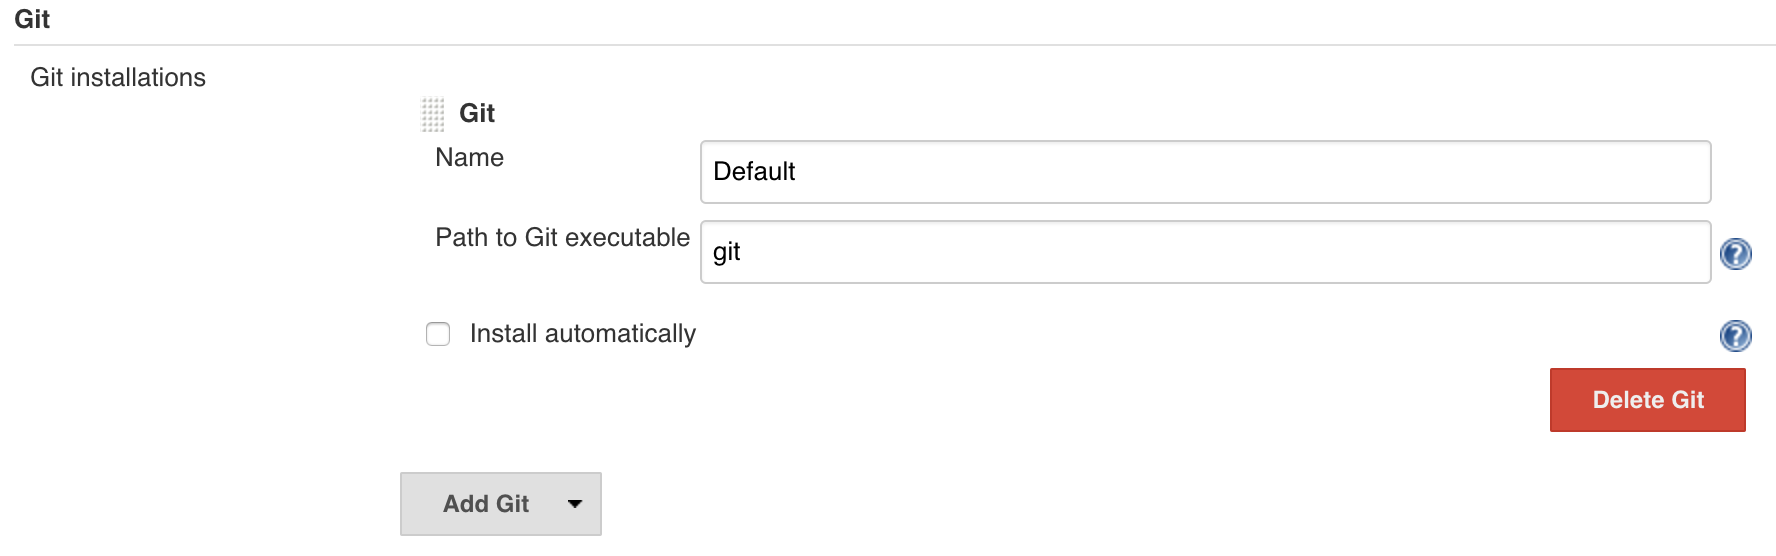 Git
Git installations
Git
Name
Default
Path to Git executable
git
?
Install automatically
?
Delete Git
Add Git